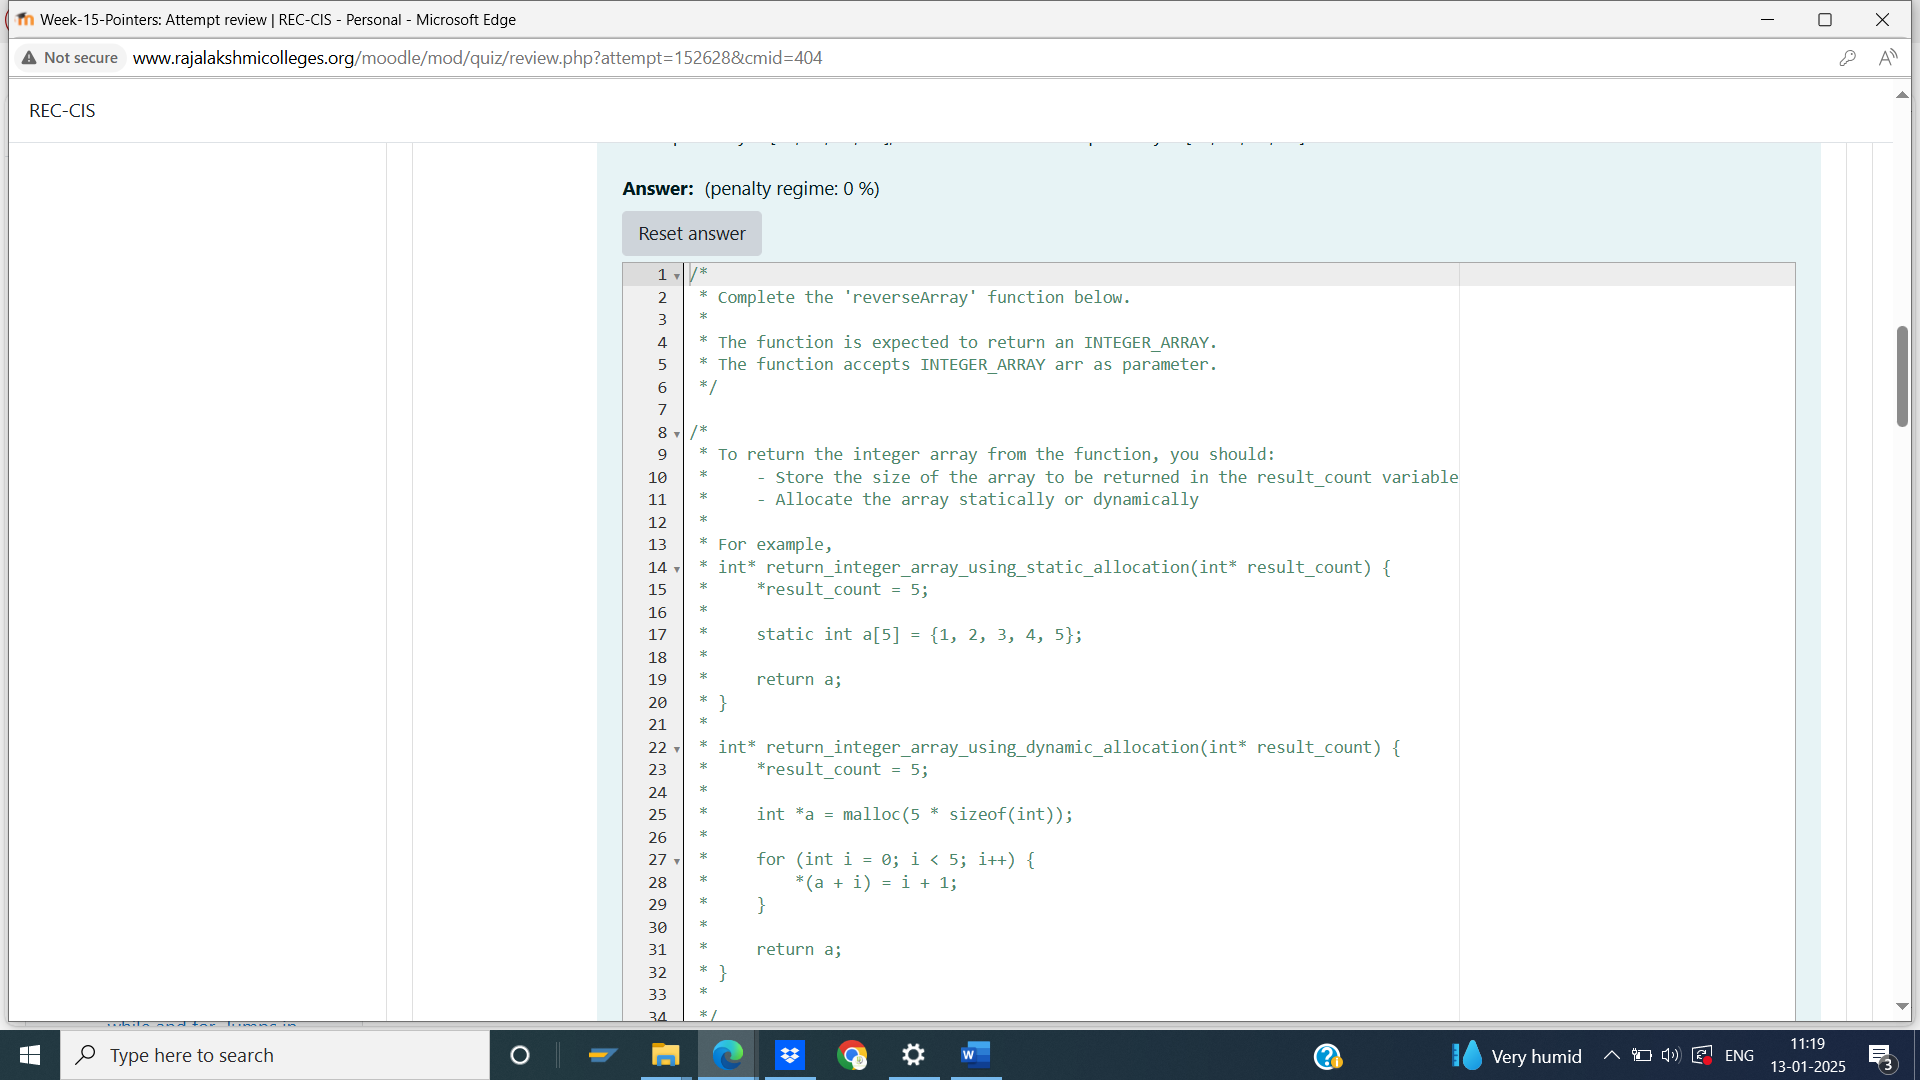 Week-15-Pointers: Attempt review | REC-CIS - Personal - Microsoft Edge
Not secure www.rajalakshmicolleges.org/moodle/mod/quiz/review.php?attempt=152628&cmid=404
REC-CIS
Answer: (penalty regime: 0 %)
Reset answer
1 /*
2 * Complete the 'reverseArray' function below.
3 *
4 * The function is expected to return an INTEGER_ARRAY.
5 * The function accepts INTEGER_ARRAY arr as parameter.
6 */
7
8 /*
9 * To return the integer array from the function, you should:
10 * - Store the size of the array to be returned in the result_count variable
11 * - Allocate the array statically or dynamically
12 *
13 * For example,
14 * int* return_integer_array_using_static_allocation(int* result_count) {
15 * *result_count = 5;
16 *
17 * static int a[5] = {1, 2, 3, 4, 5};
18 *
19 * return a;
20 * }
21 *
22 * int* return_integer_array_using_dynamic_allocation(int* result_count) {
23 * *result_count = 5;
24 *
25 * int *a = malloc(5 * sizeof(int));
26 *
27 * for (int i = 0; i < 5; i++) {
28 * *(a + i) = i + 1;
29 * }
30 *
31 * return a;
32 * }
33 *
34 */
Type here to search
Very humid
ENG
11:19
13-01-2025
3